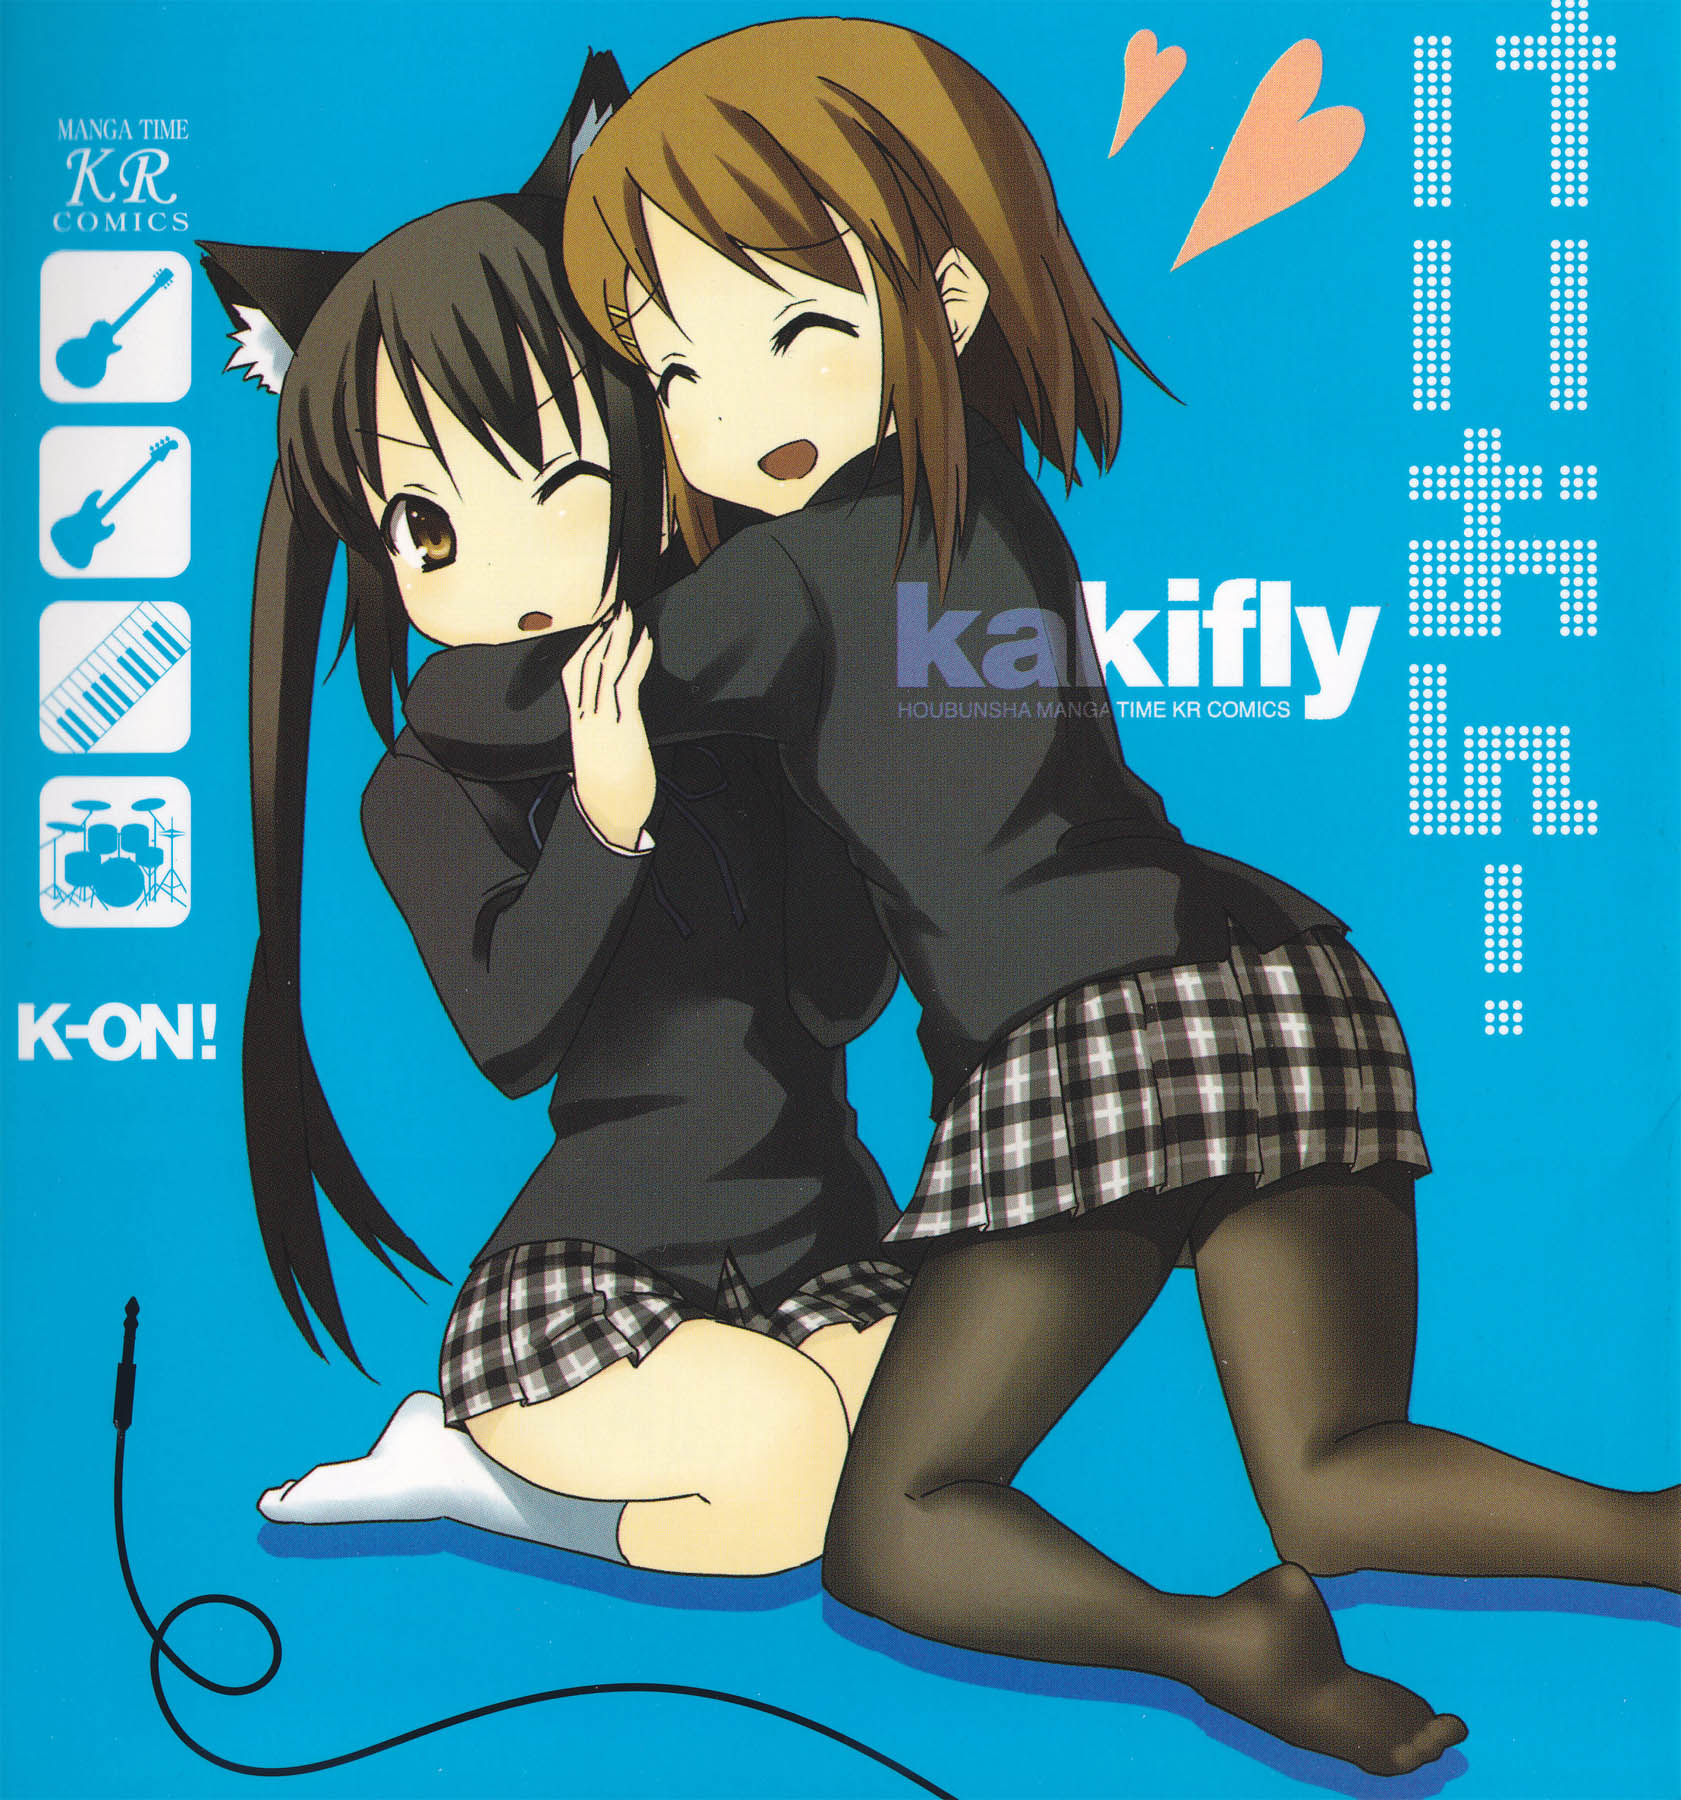 MANGA TIME
KR
COMICS
K-ON!
kakifly
HOUBUNSHA MANGA TIME KR COMICS
けいおん！